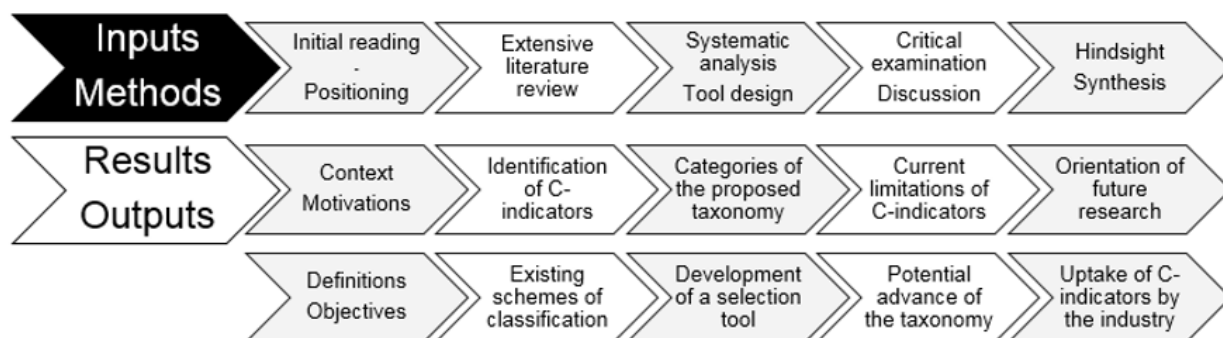 Inputs
Methods
Initial reading
-
Positioning
Extensive
literature
review
Systematic
analysis
Tool design
Critical
examination
Discussion
Hindsight
Synthesis
Results
Outputs
Context
Motivations
Identification
of C-
indicators
Categories of
the proposed
taxonomy
Current
limitations of
C-indicators
Orientation of
future
research
Definitions
Objectives
Existing
schemes of
classification
Development
of a selection
tool
Potential
advance of
the taxonomy
Uptake of C-
indicators by
the industry